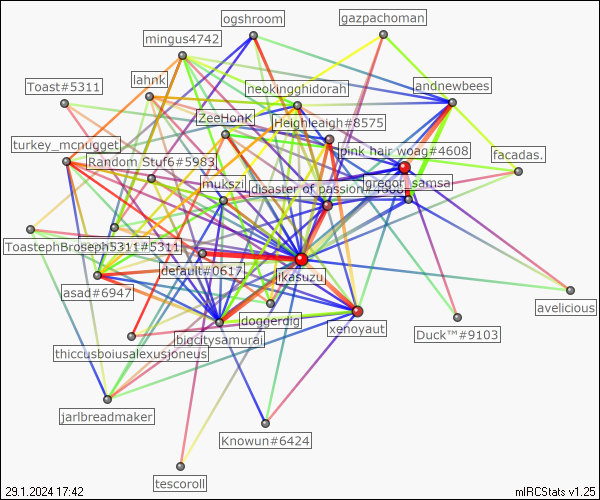 ogshroom
gazpachoman
mingus4742
lahnk
Toast#5311
neokingghidorah
andnewbees
ZeeHonK
Heighleaigh#8575
turkey_mcnugget
pink hair woag#4608
facadas.
Random Stuf6#5983
mukszil
disaster of passion#4608
gregor_samsa
ToastephBroseph5311#5311
default#0617
ikasuzu
asad#6947
avelicious
doggerdig
xenoyaut
bigcitysamurai
Duck™#9103
thiccusboiusalexusjoneus
jarlbreadmaker
Knowun#6424
tescoroll
29.1.2024 17:42
mIRCStats v1.25